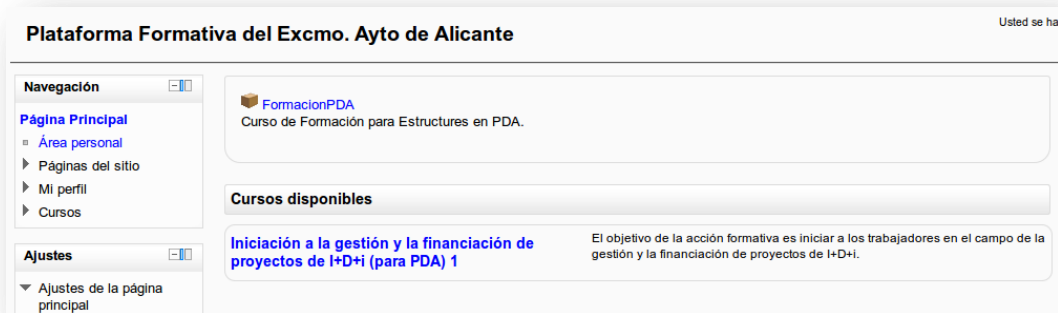 Plataforma Formativa del Excmo. Ayto de Alicante
Usted se ha
Navegación
Página Principal
Área personal
Páginas del sitio
Mi perfil
Cursos
Ajustes
Ajustes de la página
principal
FormacionPDA
Curso de Formación para Estructures en PDA.
Cursos disponibles
Iniciación a la gestión y la financiación de
proyectos de I+D+i (para PDA) 1
El objetivo de la acción formativa es iniciar a los trabajadores en el campo de la
gestión y la financiación de proyectos de I+D+i.